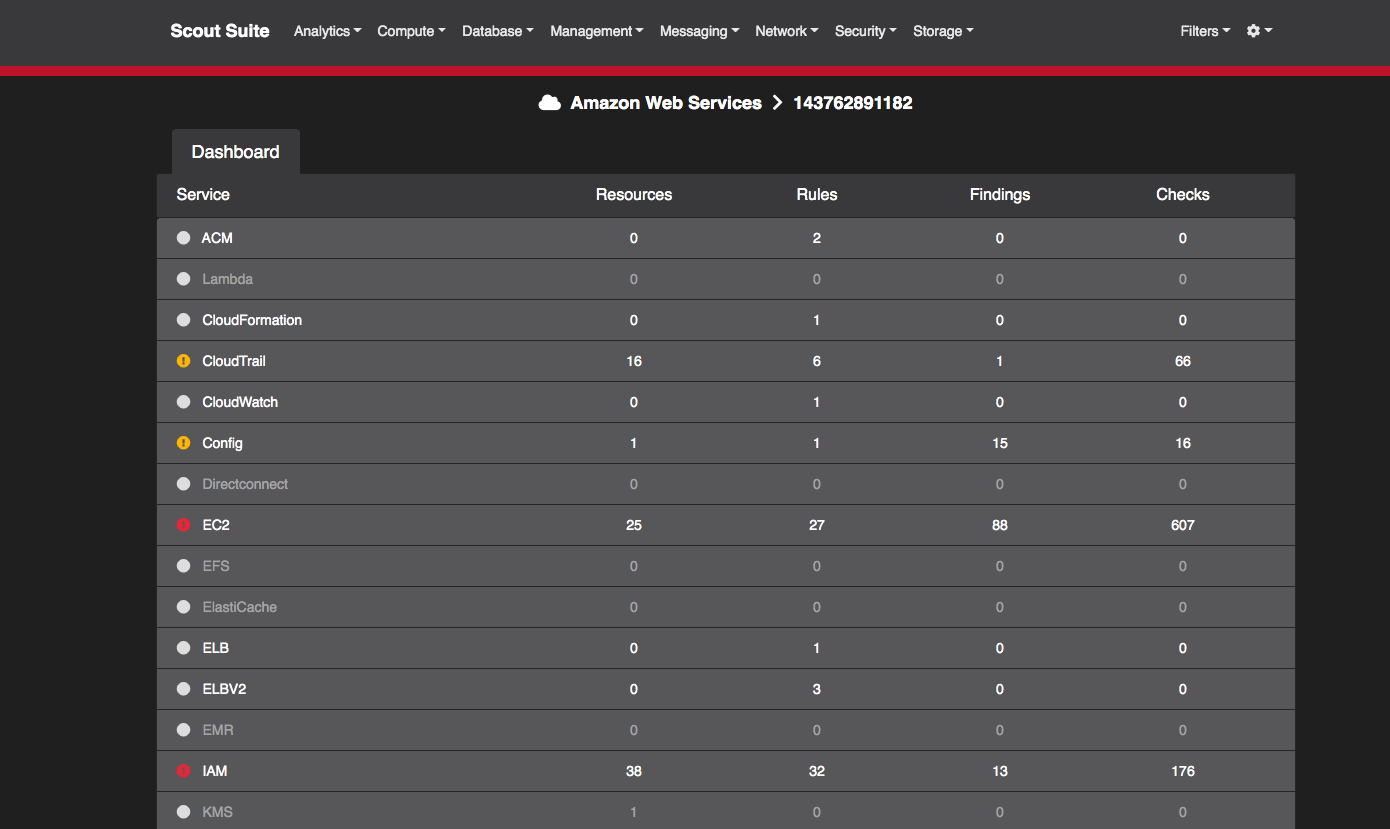 Scout Suite Analytics Compute Database Management Messaging Network Security Storage Filters
Amazon Web Services 143762891182
Dashboard
Service Resources Rules Findings Checks
ACM 0 2 0 0
Lambda 0 0 0 0
CloudFormation 0 1 0 0
CloudTrail 16 6 1 66
CloudWatch 0 1 0 0
Config 1 1 15 16
Directconnect 0 0 0 0
EC2 25 27 88 607
EFS 0 0 0 0
ElastiCache 0 0 0 0
ELB 0 1 0 0
ELBV2 0 3 0 0
EMR 0 0 0 0
IAM 38 32 13 176
KMS 1 0 0 0